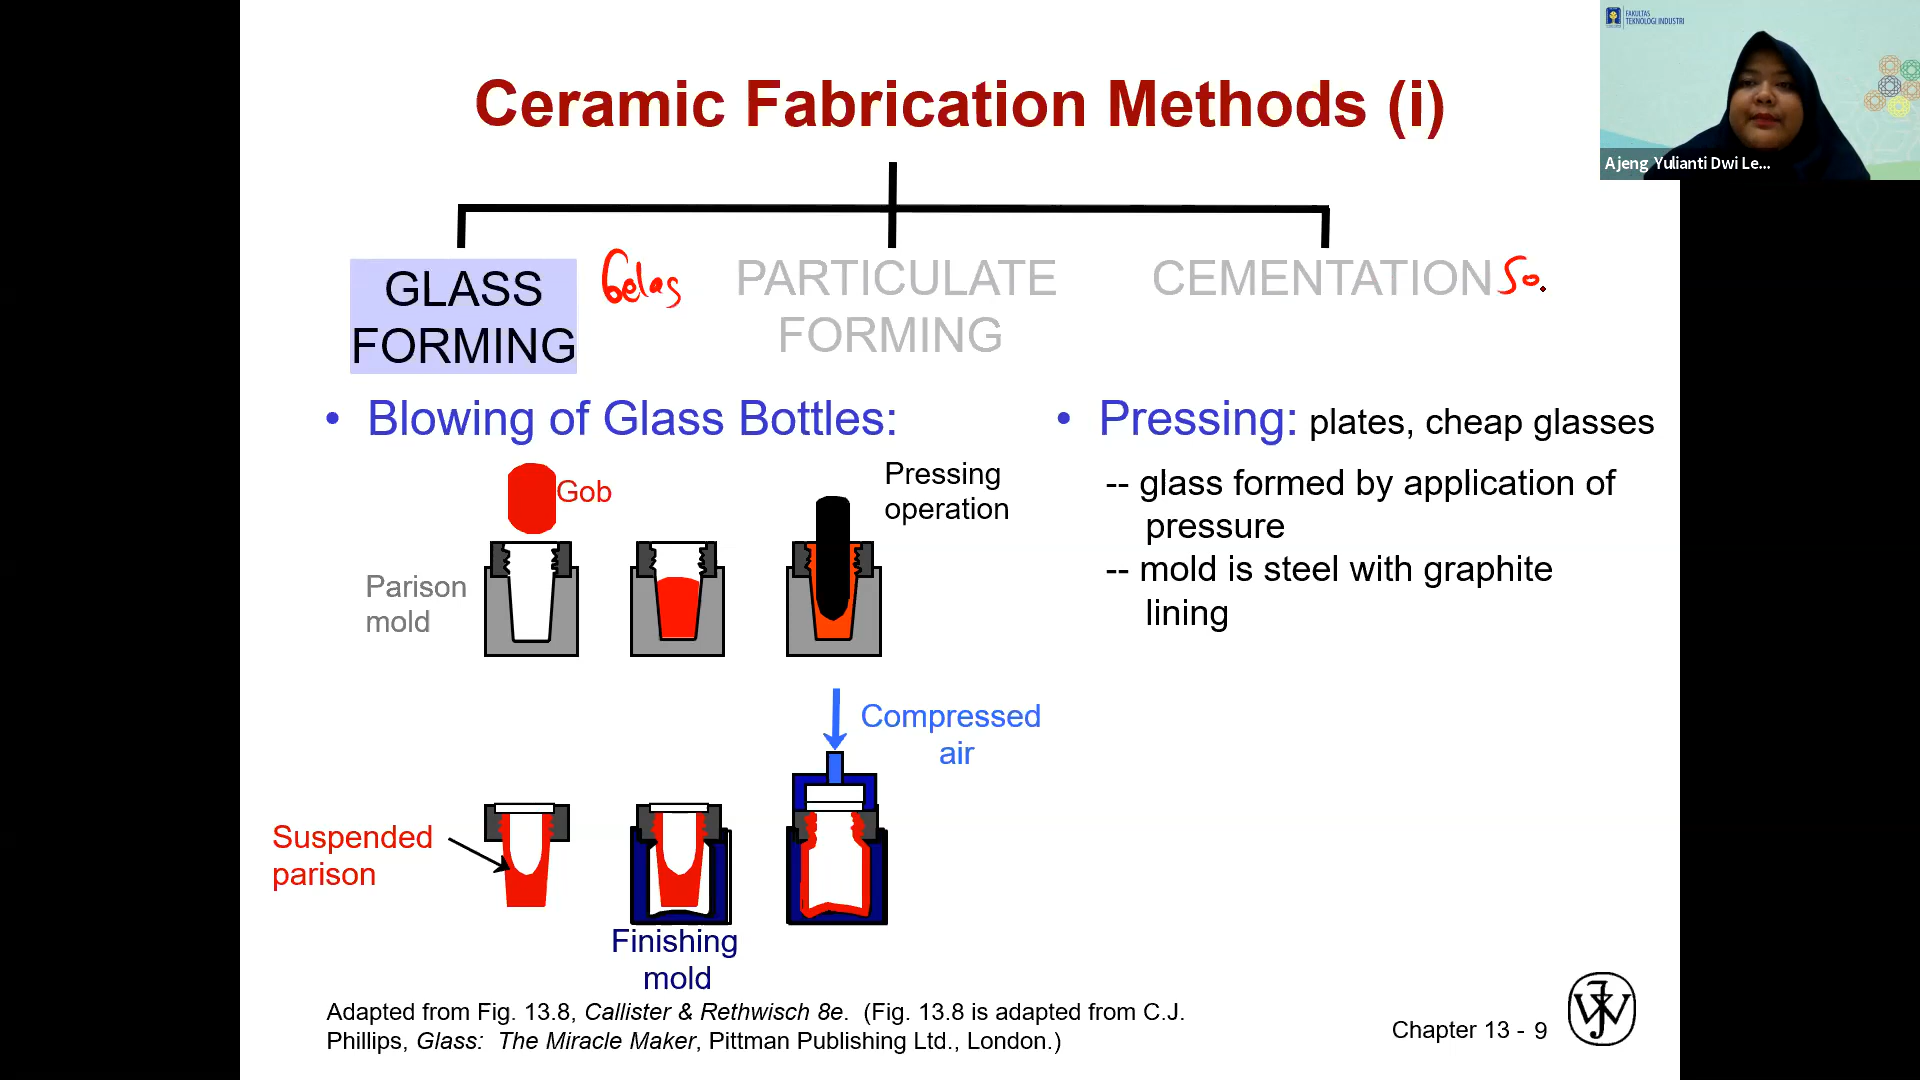 FAKULTAS
TEKNOLOGI INDUSTRI
Ajeng Yulianti Dwi Le...
Ceramic Fabrication Methods (i)
GLASS
FORMING
Gelas
PARTICULATE
FORMING
CEMENTATION
So
• Blowing of Glass Bottles:
Gob
Parison
mold
Pressing
operation
Compressed
air
Suspended
parison
Finishing
mold
• Pressing: plates, cheap glasses
-- glass formed by application of
pressure
-- mold is steel with graphite
lining
Adapted from Fig. 13.8, Callister & Rethwisch 8e. (Fig. 13.8 is adapted from C.J.
Phillips, Glass: The Miracle Maker, Pittman Publishing Ltd., London.)
Chapter 13 - 9